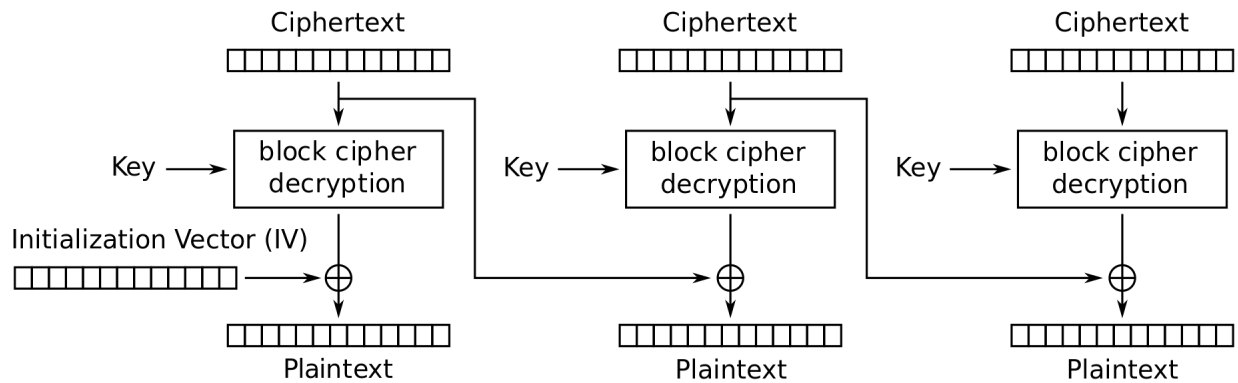 Ciphertext
Ciphertext
Ciphertext
Key
block cipher
decryption
Key
block cipher
decryption
Key
block cipher
decryption
Initialization Vector (IV)
Plaintext
Plaintext
Plaintext